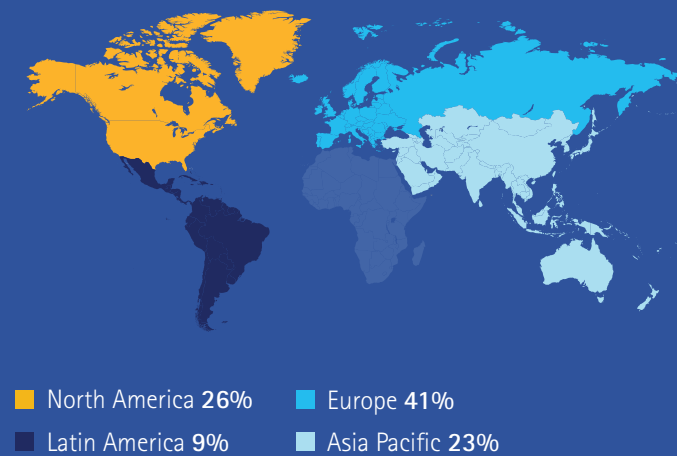 North America 26%
Europe 41%
Latin America 9%
Asia Pacific 23%